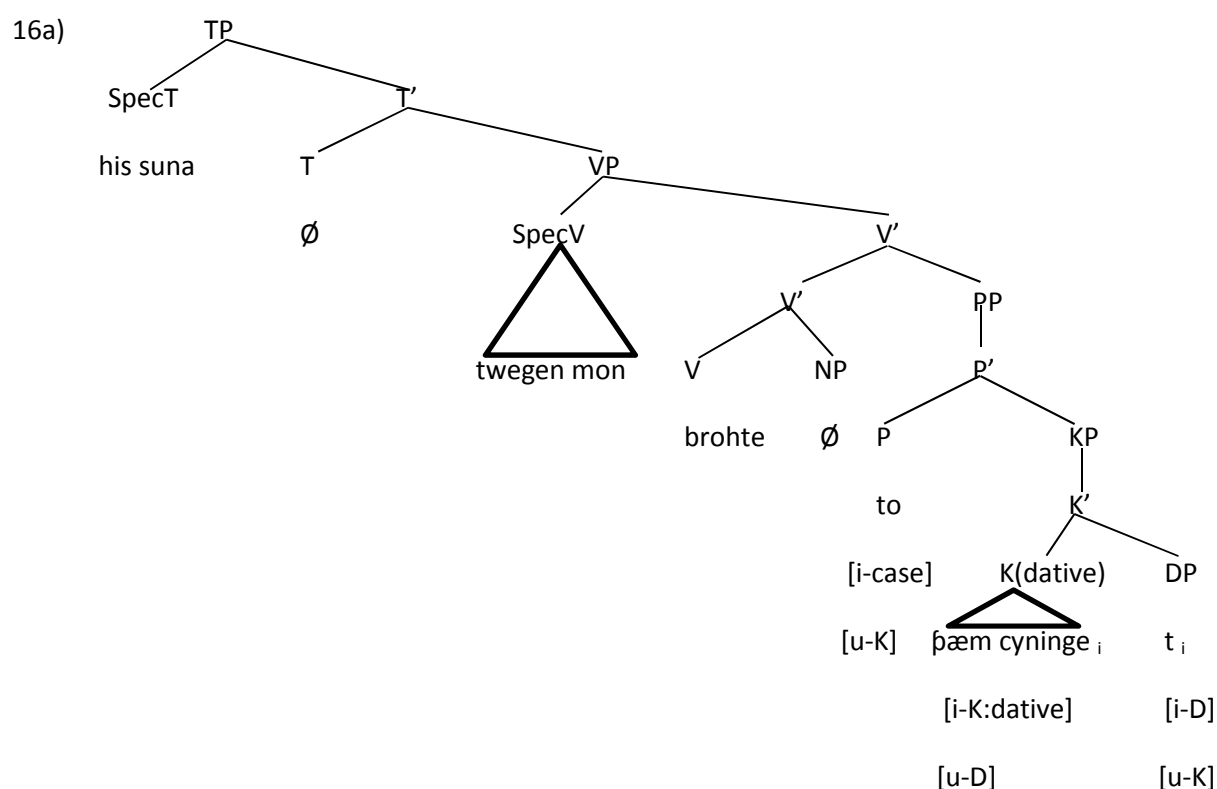 16a) TP
SpecT T’
his suna T VP
Ø SpecV V’
V’ PP
twegen mon V NP P’
brohte Ø P KP
to K’
[i-case] K(dative) DP
[u-K] þæm cyninge i t i
[i-K:dative] [i-D]
[u-D] [u-K]